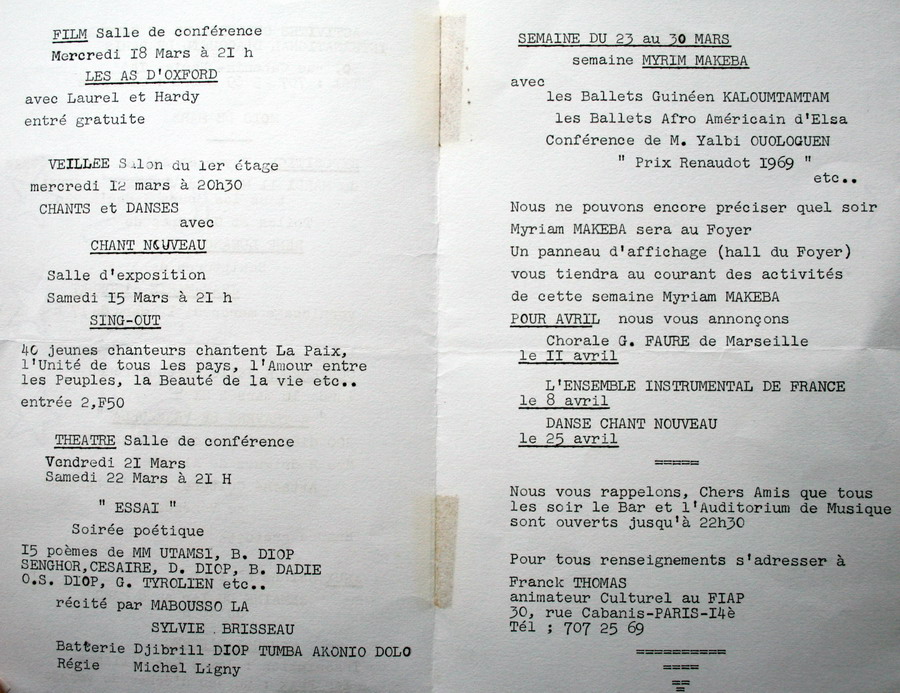 FILM Salle de conférence
Mercredi I8 Mars à 2I h
LES AS D'OXFORD
avec Laurel et Hardy
entré gratuite
VEILLEE Salon du 1er étage
mercredi I2 mars à 20h30
CHANTS et DANSES
avec
CHANT NOUVEAU
Salle d'exposition
Samedi I5 Mars à 2I h
SING-OUT
40 jeunes chanteurs chantent La Paix,
l'Unité de tous les pays, l'Amour entre
les Peuples, la Beauté de la vie etc..
entrée 2,F50
THEATRE Salle de conférence
Vendredi 2I Mars
Samedi 22 Mars à 2I H
" ESSAI "
Soirée poétique
I5 poèmes de MM UTAMSI, B. DIOP
SENGHOR,CESAIRE, D. DIOP, B. DADIE
O.S. DIOP, G. TYROLIEN etc..
récité par MABOUSSO LA
SYLVIE . BRISSEAU
Batterie Djibrill DIOP TUMBA AKONIO DOLO
Régie Michel Ligny
SEMAINE DU 23 au 30 MARS
semaine MYRIM MAKEBA
avec
les Ballets Guinéen KALOUMTAMTAM
les Ballets Afro Américain d'Elsa
Conférence de M. Yalbi OUOLOGUEN
" Prix Renaudot I969 "
etc..
Nous ne pouvons encore préciser quel soir
Myriam MAKEBA sera au Foyer
Un panneau d'affichage (hall du Foyer)
vous tiendra au courant des activités
de cette semaine Myriam MAKEBA
POUR AVRIL nous vous annonçons
Chorale G. FAURE de Marseille
le II avril
L'ENSEMBLE INSTRUMENTAL DE FRANCE
le 8 avril
DANSE CHANT NOUVEAU
le 25 avril
=====
Nous vous rappelons, Chers Amis que tous
les soir le Bar et l'Auditorium de Musique
sont ouverts jusqu'à 22h30
Pour tous renseignements s'adresser à
Franck THOMAS
animateur Culturel au FIAP
30, rue Cabanis-PARIS-I4è
Tél ; 707 25 69
==========
====
==
=